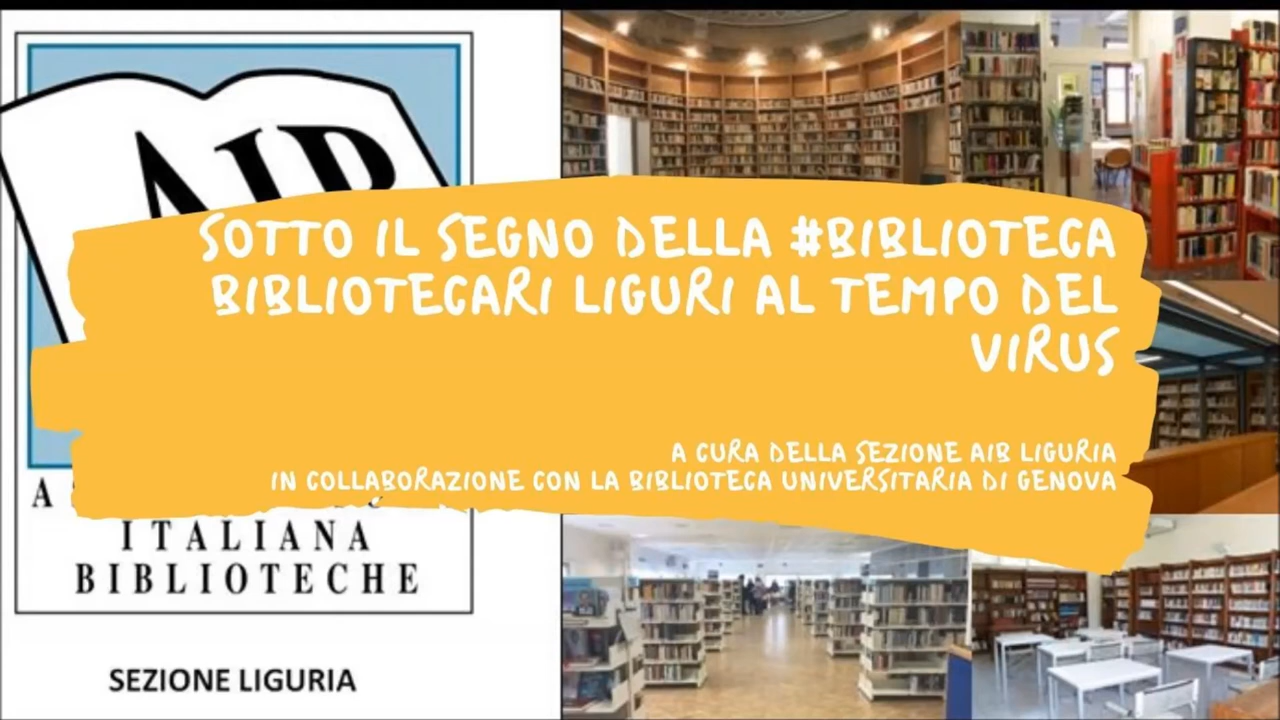 AIB
SOTTO IL SEGNO DELLA #BIBLIOTECA
BIBLIOTECARI LIGURI AL TEMPO DEL
VIRUS
A CURA DELLA SEZIONE AIB LIGURIA
IN COLLABORAZIONE CON LA BIBLIOTECA UNIVERSITARIA DI GENOVA
A
ITALIANA
BIBLIOTECHE
SEZIONE LIGURIA